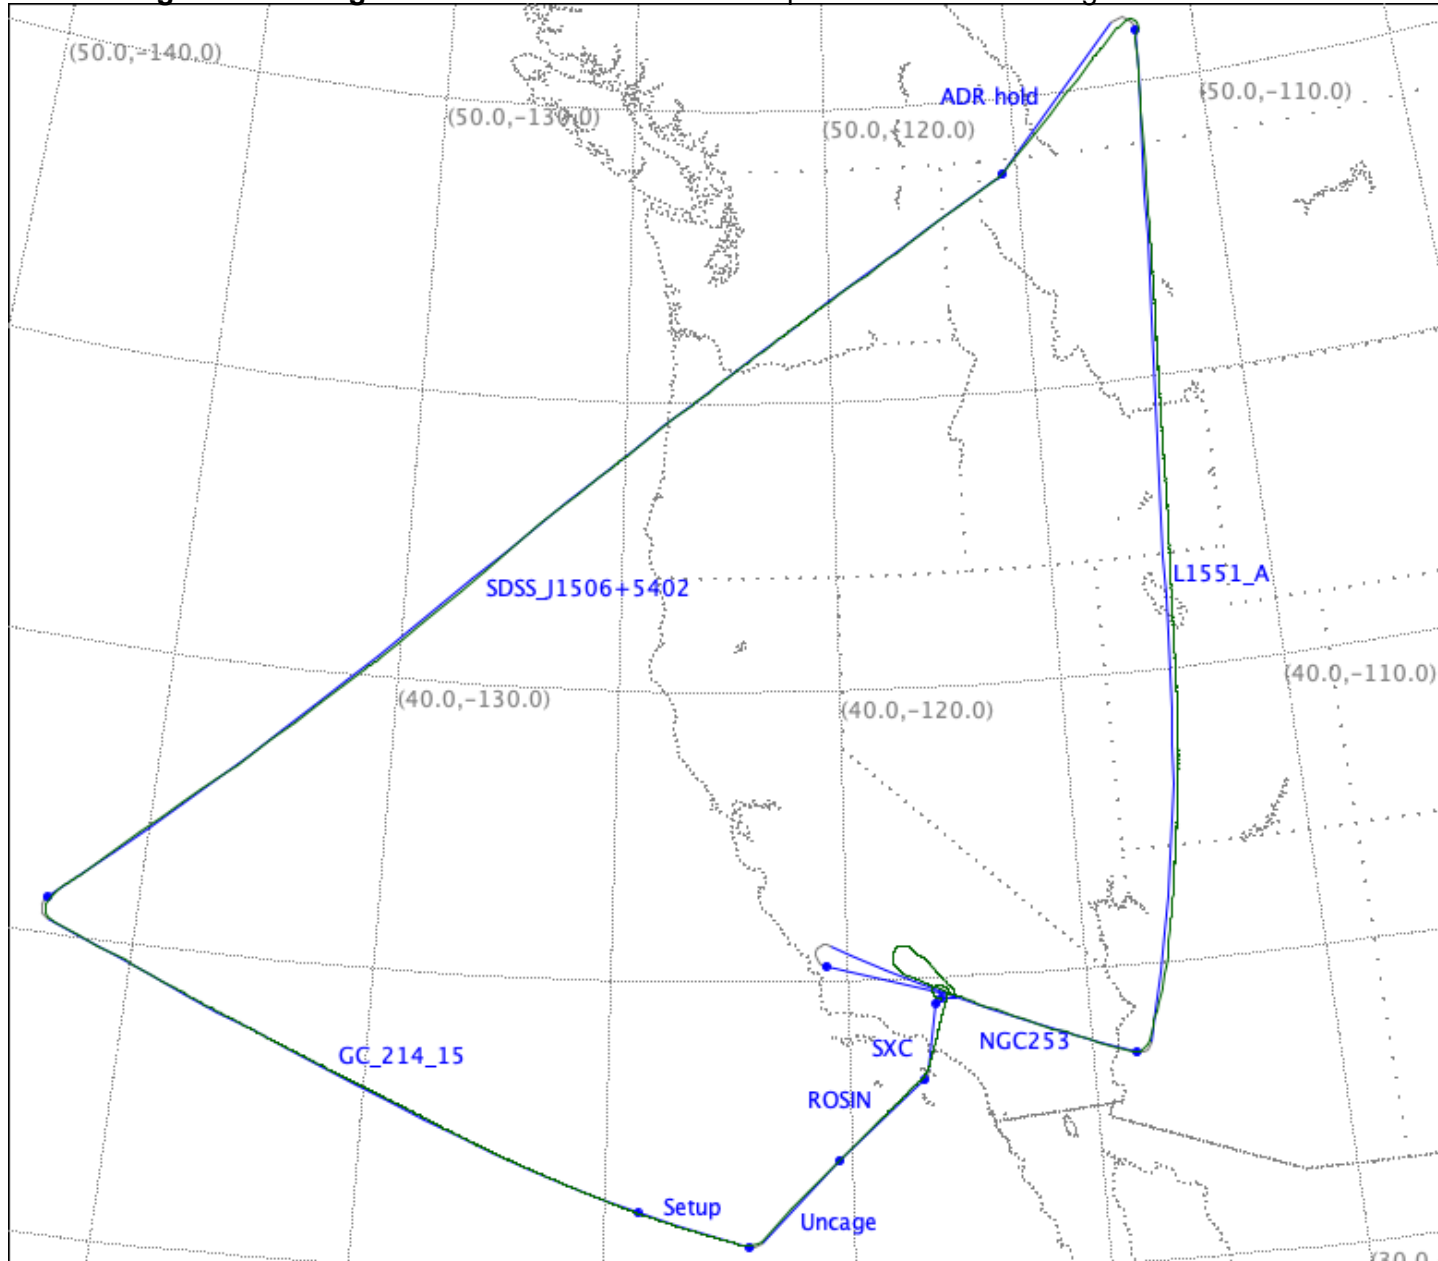 (50.0,-140.0)
ADR hold
(50.0,-110.0)
(50.0,-130.0)
(50.0,-120.0)
L1551_A
SDSS_J1506+5402
(40.0,-110.0)
(40.0,-130.0)
(40.0,-120.0)
NGC253
SXC
GC_214_15
ROSIN
Setup
Uncage